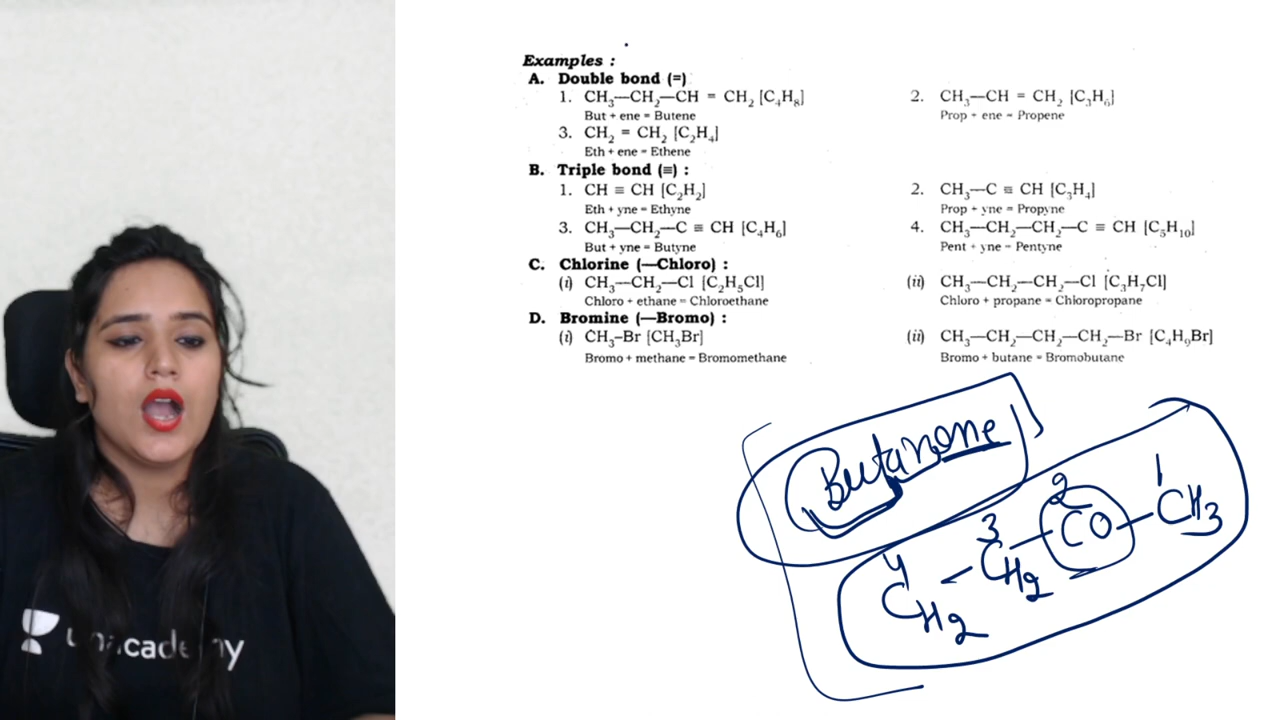 Examples :
A. Double bond (=)
1. CH₃—CH₂—CH = CH₂ [C₄H₈]
But + ene = Butene
2. CH₃—CH = CH₂ [C₃H₆]
Prop + ene = Propene
3. CH₂ = CH₂ [C₂H₄]
Eth + ene = Ethene
B. Triple bond (≡) :
1. CH ≡ CH [C₂H₂]
Eth + yne = Ethyne
2. CH₃—C ≡ CH [C₃H₄]
Prop + yne = Propyne
3. CH₃—CH₂—C ≡ CH [C₄H₆]
But + yne = Butyne
4. CH₃—CH₂—CH₂—C ≡ CH [C₅H₁₀]
Pent + yne = Pentyne
C. Chlorine (—Chloro) :
(i) CH₃—CH₂—Cl [C₂H₅Cl]
Chloro + ethane = Chloroethane
(ii) CH₃—CH₂—CH₂—Cl [C₃H₇Cl]
Chloro + propane = Chloropropane
D. Bromine (—Bromo) :
(i) CH₃–Br [CH₃Br]
Bromo + methane = Bromomethane
(ii) CH₃—CH₂—CH₂—CH₂—Br [C₄H₉Br]
Bromo + butane = Bromobutane
Butanone
4 3 2 1
CH₂ – CH₂ – CO – CH₃
unacademy